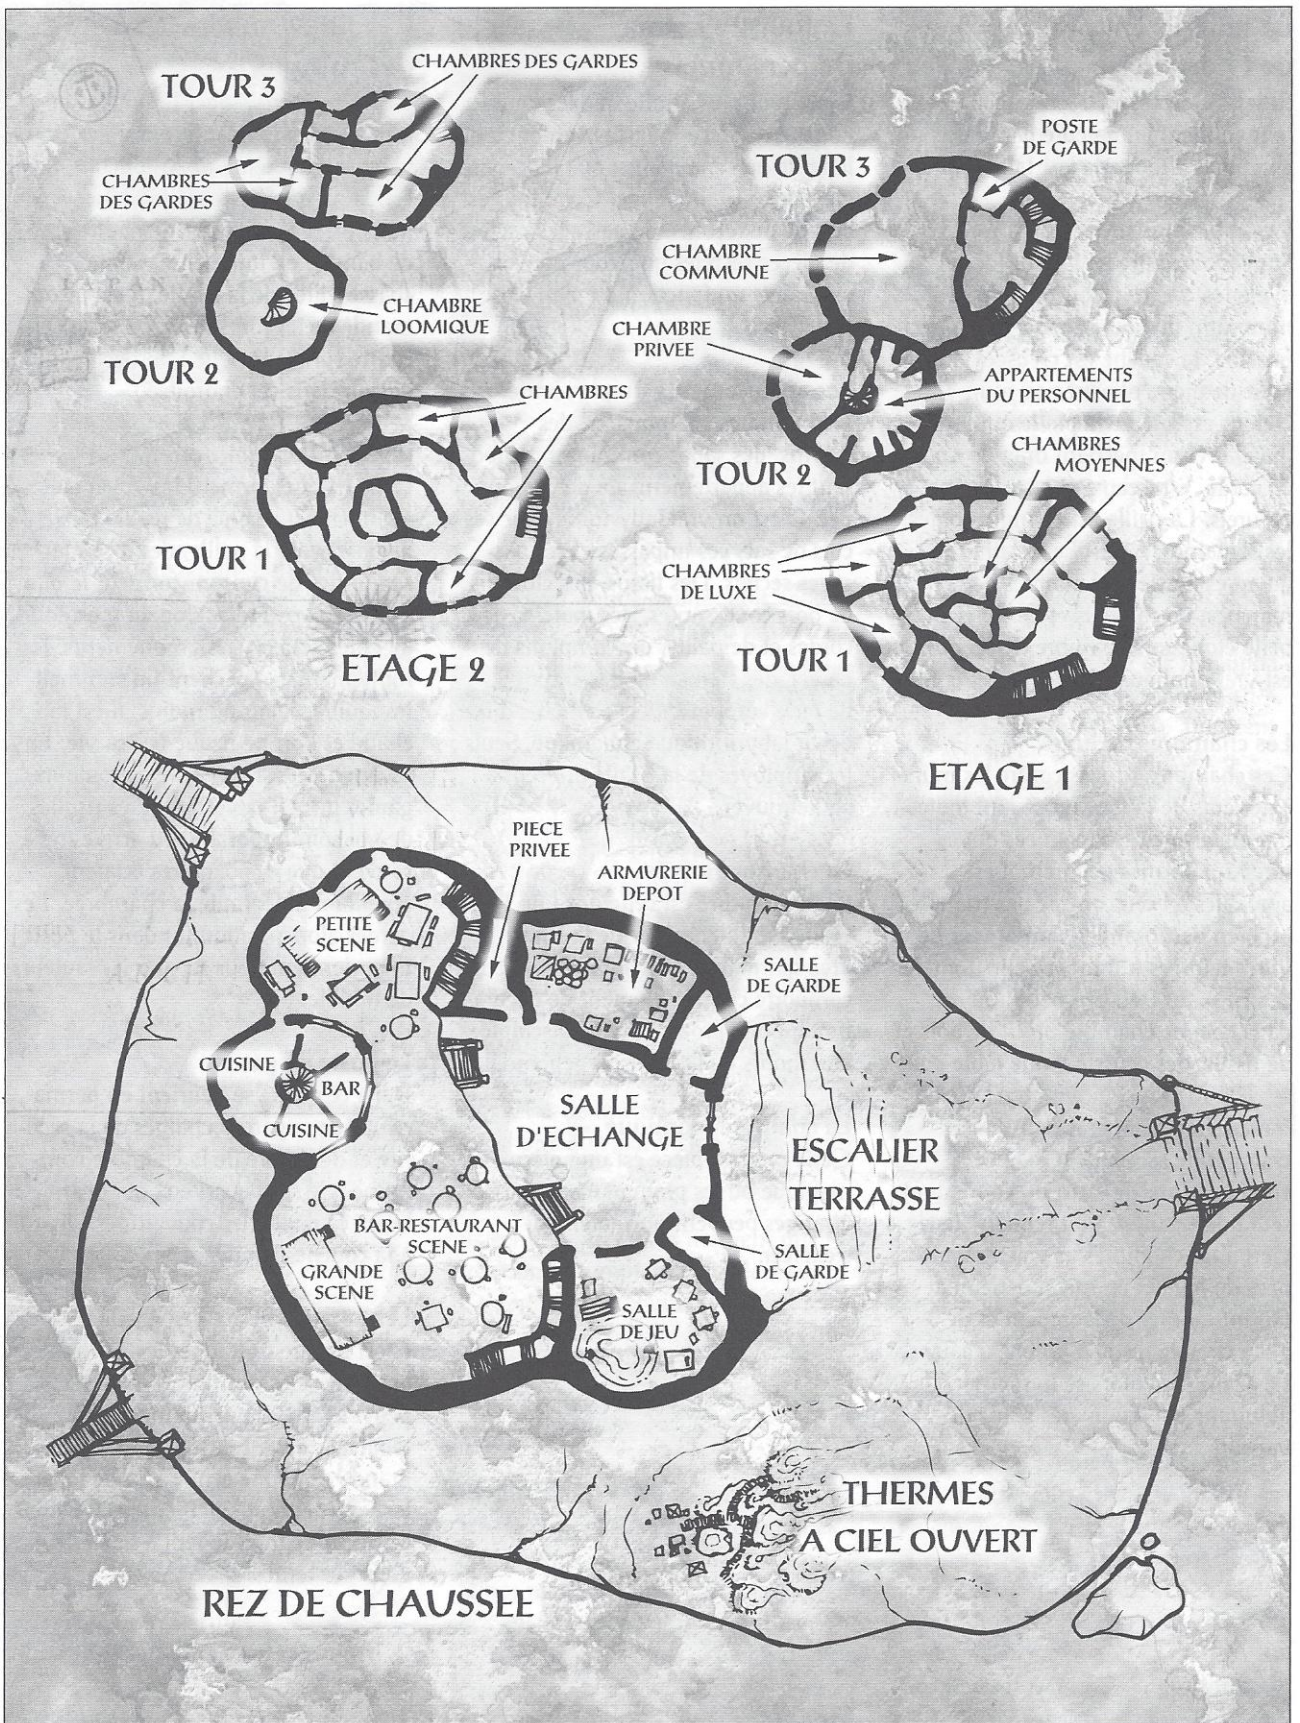 CHAMBRES DES GARDES
TOUR 3
CHAMBRES
DES GARDES
CHAMBRE
LOOMIQUE
TOUR 2
CHAMBRES
TOUR 1
ETAGE 2
POSTE
DE GARDE
TOUR 3
CHAMBRE
COMMUNE
CHAMBRE
PRIVEE
APPARTEMENTS
DU PERSONNEL
TOUR 2
CHAMBRES
MOYENNES
CHAMBRES
DE LUXE
TOUR 1
ETAGE 1
PIECE
PRIVEE
ARMURERIE
DEPOT
PETITE
SCENE
SALLE
DE GARDE
CUISINE
BAR
CUISINE
SALLE
D'ECHANGE
ESCALIER
TERRASSE
BAR-RESTAURANT
SCENE
GRANDE
SCENE
SALLE
DE GARDE
SALLE
DE JEU
THERMES
A CIEL OUVERT
REZ DE CHAUSSEE